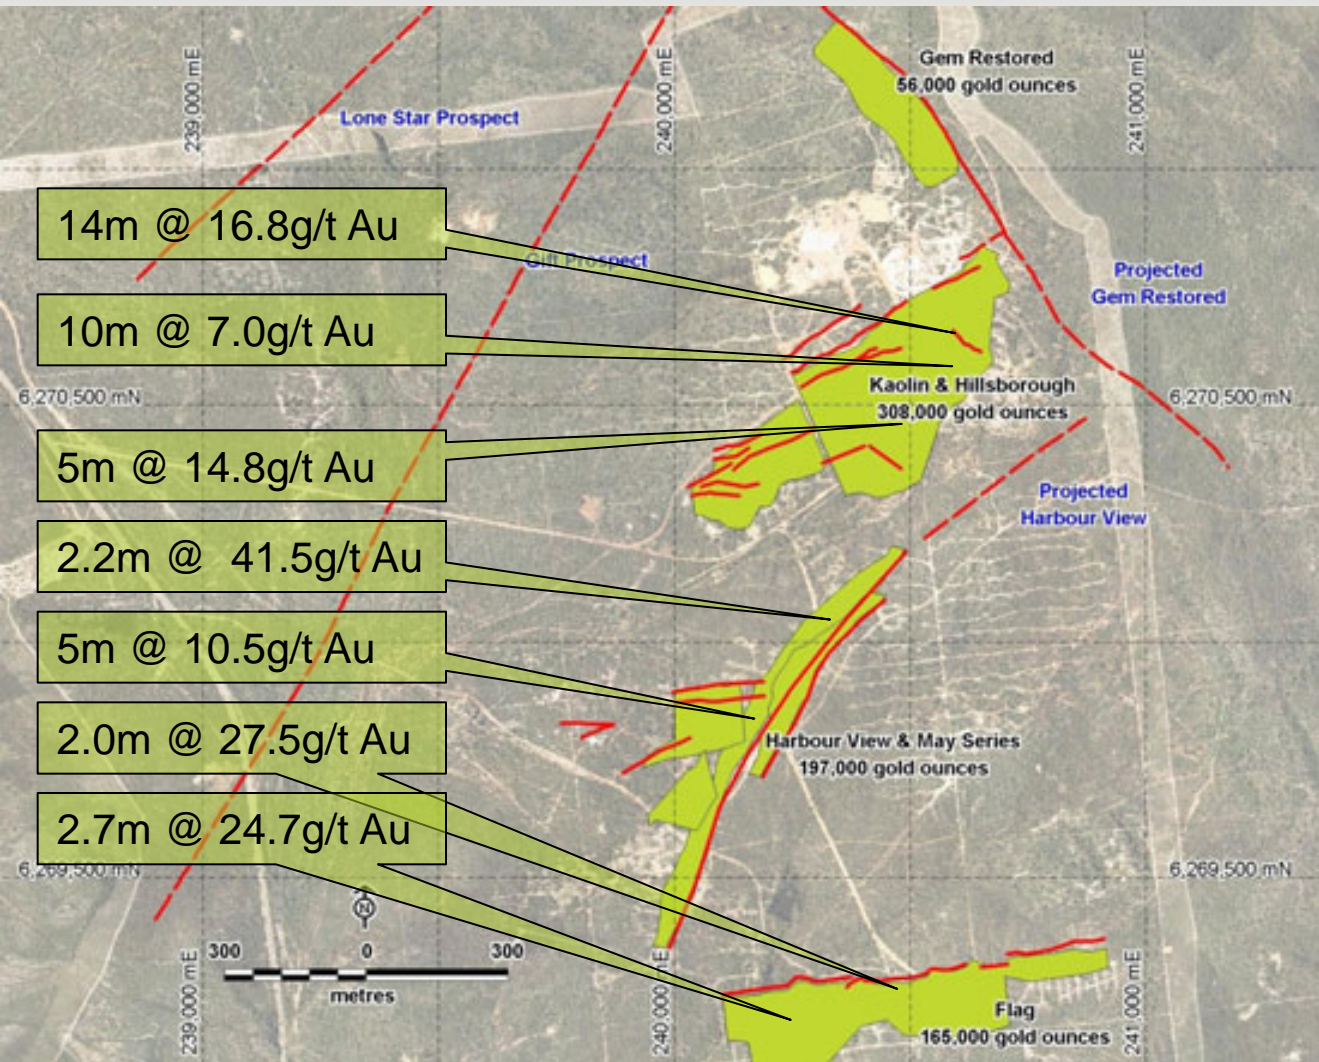 239,000 mE
240,000 mE
241,000 mE
Gem Restored
56,000 gold ounces
Lone Star Prospect
14m @ 16.8g/t Au
Gift Prospect
Projected
Gem Restored
10m @ 7.0g/t Au
Kaolin & Hillsborough
308,000 gold ounces
6,270,500 mN
6,270,500 mN
5m @ 14.8g/t Au
Projected
Harbour View
2.2m @ 41.5g/t Au
5m @ 10.5g/t Au
2.0m @ 27.5g/t Au
Harbour View & May Series
197,000 gold ounces
2.7m @ 24.7g/t Au
6,269,500 mN
6,269,500 mN
N
300 0 300
metres
239,000 mE
240,000 mE
241,000 mE
Flag
165,000 gold ounces